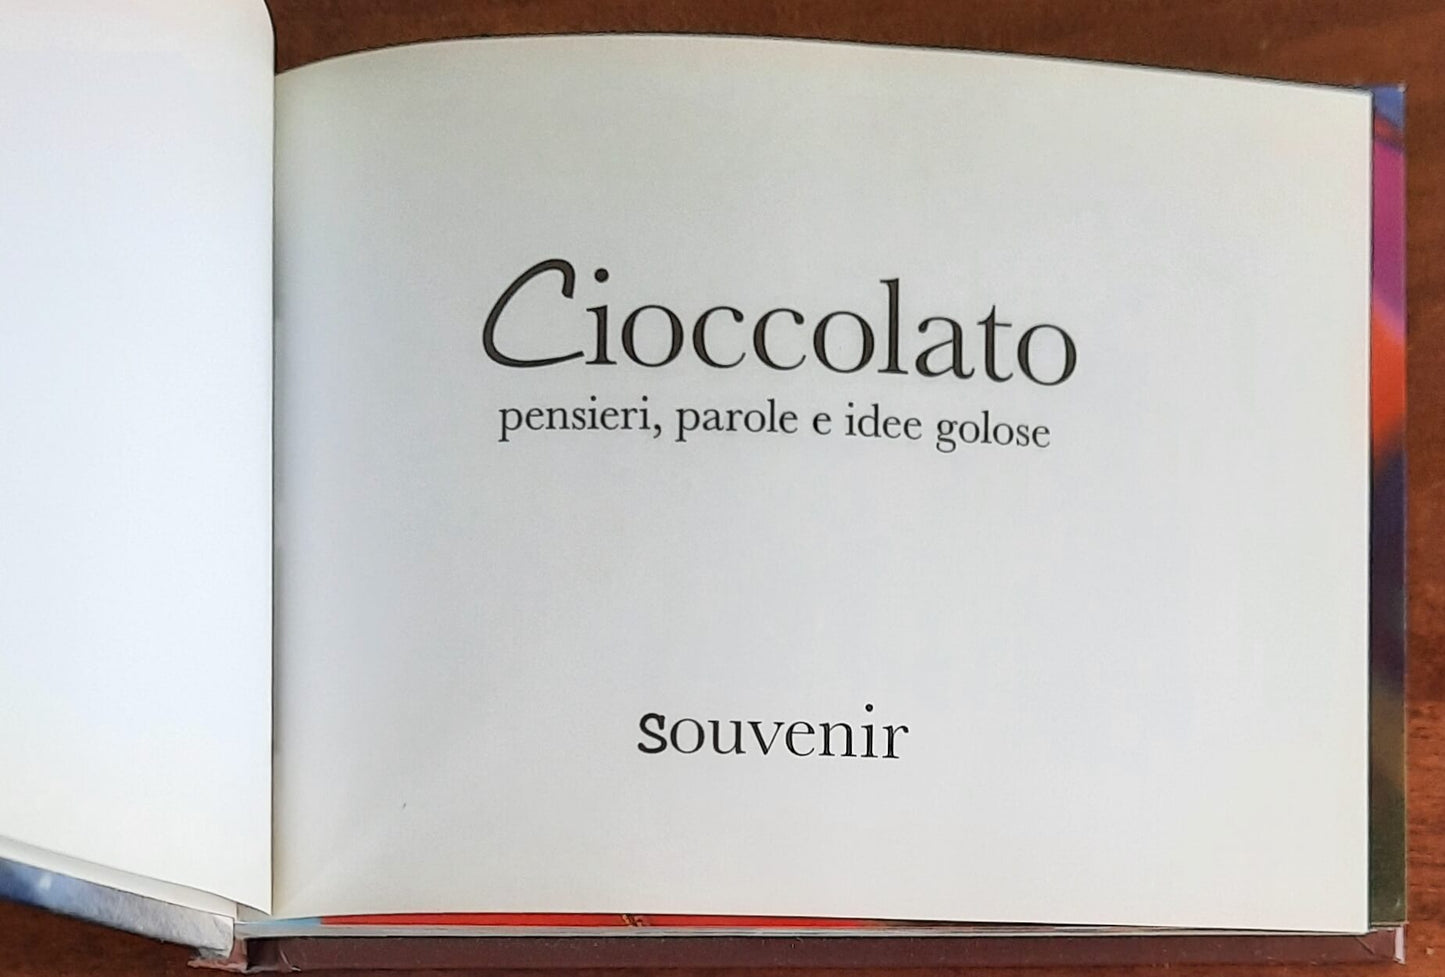 Cioccolato
pensieri, parole e idee golose
souvenir